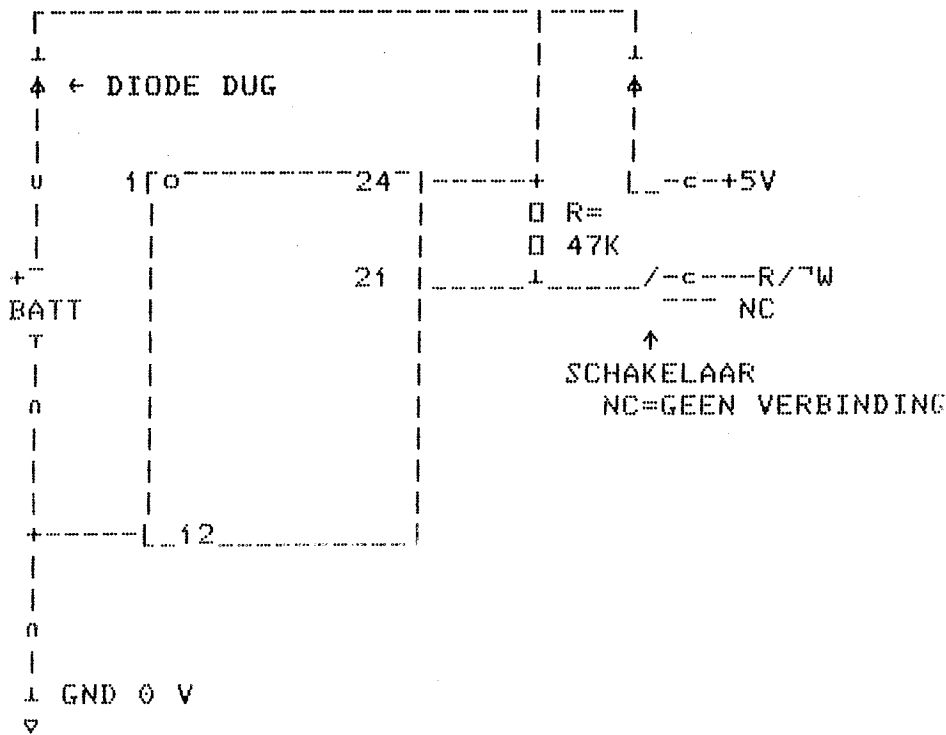 ← DIODE DUG
1 24 +5V
R=
47K
+ 21 R/¬W
BATT NC
SCHAKELAAR
NC=GEEN VERBINDING
12
GND 0 V